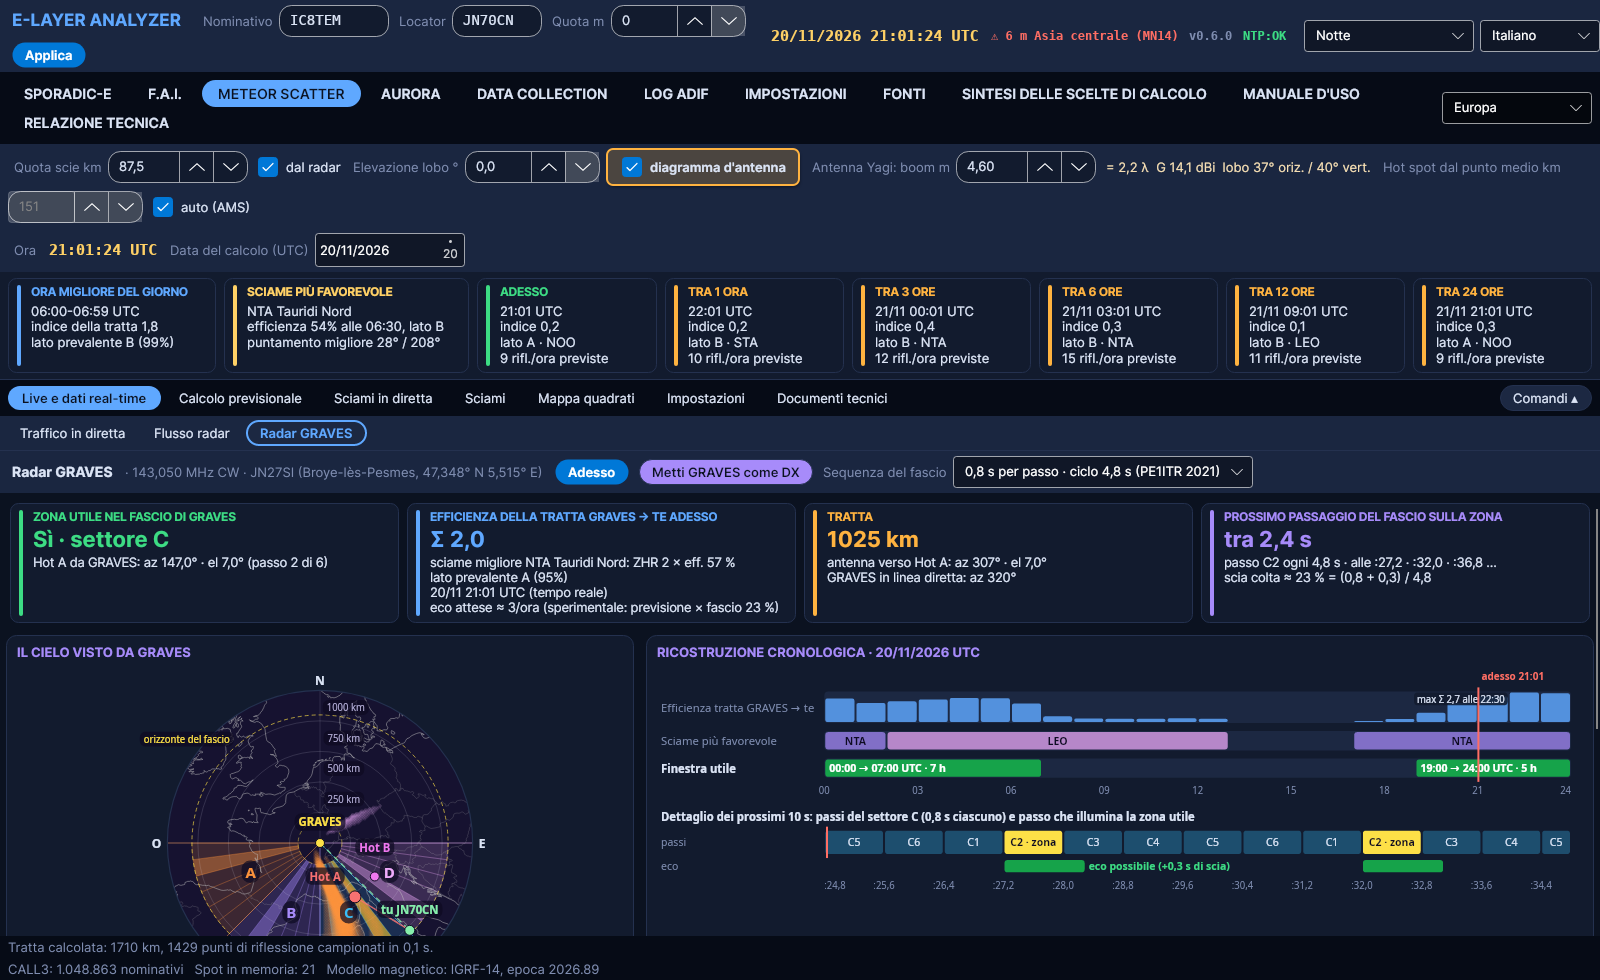 E-LAYER ANALYZER Nominativo IC8TEM Locator JN70CN Quota m 0
Applica
20/11/2026 21:01:24 UTC ⚠ 6 m Asia centrale (MN14) v0.6.0 NTP:OK Notte Italiano
SPORADIC-E F.A.I. METEOR SCATTER AURORA DATA COLLECTION LOG ADIF IMPOSTAZIONI FONTI SINTESI DELLE SCELTE DI CALCOLO MANUALE D'USO
RELAZIONE TECNICA
Europa
Quota scie km 87,5 dal radar Elevazione lobo ° 0,0 diagramma d'antenna Antenna Yagi: boom m 4,60 = 2,2 λ G 14,1 dBi lobo 37° oriz. / 40° vert. Hot spot dal punto medio km
151 auto (AMS)
Ora 21:01:24 UTC Data del calcolo (UTC) 20/11/2026 20
ORA MIGLIORE DEL GIORNO
06:00-06:59 UTC
indice della tratta 1,8
lato prevalente B (99%)
SCIAME PIÙ FAVOREVOLE
NTA Tauridi Nord
efficienza 54% alle 06:30, lato B
puntamento migliore 28° / 208°
ADESSO
21:01 UTC
indice 0,2
lato A · NOO
9 rifl./ora previste
TRA 1 ORA
22:01 UTC
indice 0,2
lato B · STA
10 rifl./ora previste
TRA 3 ORE
21/11 00:01 UTC
indice 0,4
lato B · NTA
12 rifl./ora previste
TRA 6 ORE
21/11 03:01 UTC
indice 0,3
lato B · NTA
15 rifl./ora previste
TRA 12 ORE
21/11 09:01 UTC
indice 0,1
lato B · LEO
11 rifl./ora previste
TRA 24 ORE
21/11 21:01 UTC
indice 0,3
lato A · NOO
9 rifl./ora previste
Live e dati real-time Calcolo previsionale Sciami in diretta Sciami Mappa quadrati Impostazioni Documenti tecnici Comandi ▴
Traffico in diretta Flusso radar Radar GRAVES
Radar GRAVES · 143,050 MHz CW · JN27SI (Broye-lès-Pesmes, 47,348° N 5,515° E) Adesso Metti GRAVES come DX Sequenza del fascio 0,8 s per passo · ciclo 4,8 s (PE1ITR 2021)
ZONA UTILE NEL FASCIO DI GRAVES
Sì · settore C
Hot A da GRAVES: az 147,0° · el 7,0° (passo 2 di 6)
EFFICIENZA DELLA TRATTA GRAVES → TE ADESSO
Σ 2,0
sciame migliore NTA Tauridi Nord: ZHR 2 × eff. 57 %
lato prevalente A (95%)
20/11 21:01 UTC (tempo reale)
eco attese ≈ 3/ora (sperimentale: previsione × fascio 23 %)
TRATTA
1025 km
antenna verso Hot A: az 307° · el 7,0°
GRAVES in linea diretta: az 320°
PROSSIMO PASSAGGIO DEL FASCIO SULLA ZONA
tra 2,4 s
passo C2 ogni 4,8 s · alle :27,2 · :32,0 · :36,8 ...
scia colta ≈ 23 % = (0,8 + 0,3) / 4,8
IL CIELO VISTO DA GRAVES
N
1000 km
orizzonte del fascio
750 km
500 km
250 km
GRAVES
O
E
Hot B
A
Hot A
D
B
C
tu JN70CN
RICOSTRUZIONE CRONOLOGICA · 20/11/2026 UTC
adesso 21:01
max Σ 2,7 alle 22:30
Efficienza tratta GRAVES → te
Sciame più favorevole NTA LEO NTA
Finestra utile 00:00 → 07:00 UTC · 7 h 19:00 → 24:00 UTC · 5 h
00 03 06 09 12 15 18 21 24
Dettaglio dei prossimi 10 s: passi del settore C (0,8 s ciascuno) e passo che illumina la zona utile
passi C5 C6 C1 C2 · zona C3 C4 C5 C6 C1 C2 · zona C3 C4 C5
eco eco possibile (+0,3 s di scia)
:24,8 :25,6 :26,4 :27,2 :28,0 :28,8 :29,6 :30,4 :31,2 :32,0 :32,8 :33,6 :34,4
Tratta calcolata: 1710 km, 1429 punti di riflessione campionati in 0,1 s.
CALL3: 1.048.863 nominativi Spot in memoria: 21 Modello magnetico: IGRF-14, epoca 2026.89